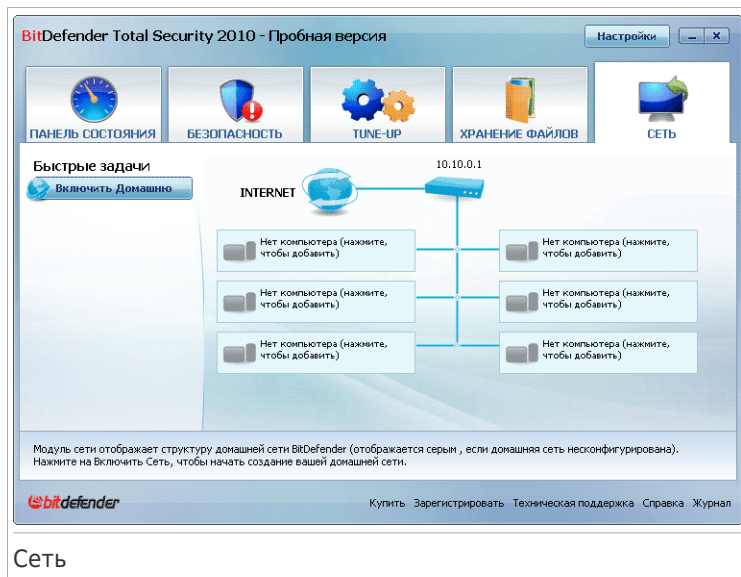 BitDefender Total Security 2010 - Пробная версия
Настройки
ПАНЕЛЬ СОСТОЯНИЯ
БЕЗОПАСНОСТЬ
TUNE-UP
ХРАНЕНИЕ ФАЙЛОВ
СЕТЬ
Быстрые задачи
Включить Домашню
10.10.0.1
INTERNET
Нет компьютера (нажмите,
чтобы добавить)
Нет компьютера (нажмите,
чтобы добавить)
Нет компьютера (нажмите,
чтобы добавить)
Нет компьютера (нажмите,
чтобы добавить)
Нет компьютера (нажмите,
чтобы добавить)
Нет компьютера (нажмите,
чтобы добавить)
Модуль сети отображает структуру домашней сети BitDefender (отображается серым , если домашняя сеть несконфигурирована).
Нажмите на Включить Сеть, чтобы начать создание вашей домашней сети.
bitdefender
Купить Зарегистрировать Техническая поддержка Справка Журнал
Сеть